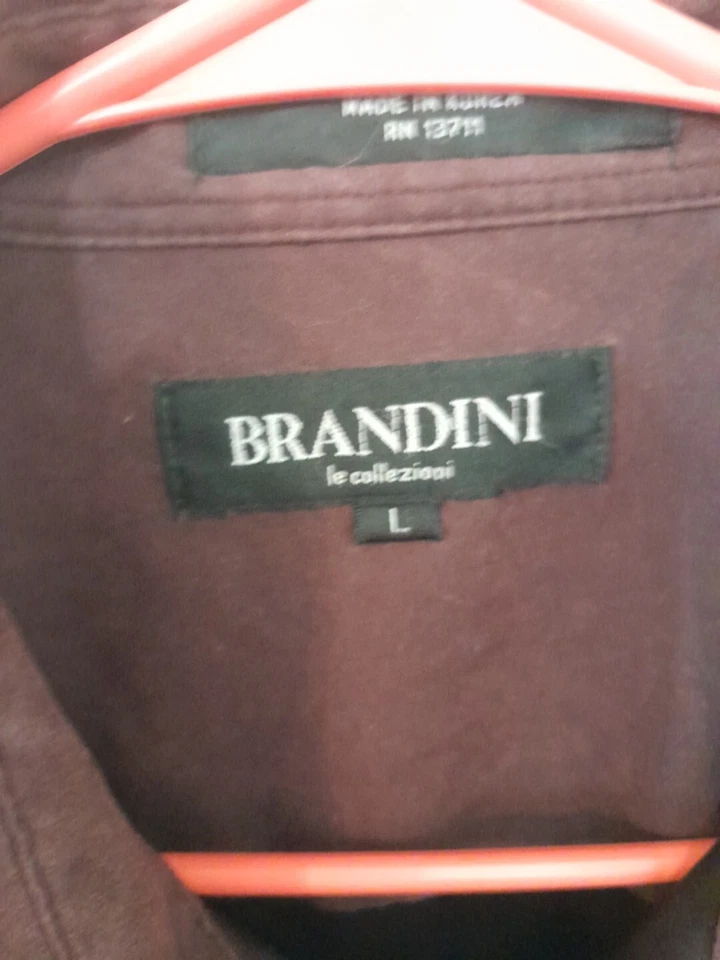 MADE IN KOREA
RN 13711
BRANDINI
le collezioni
L